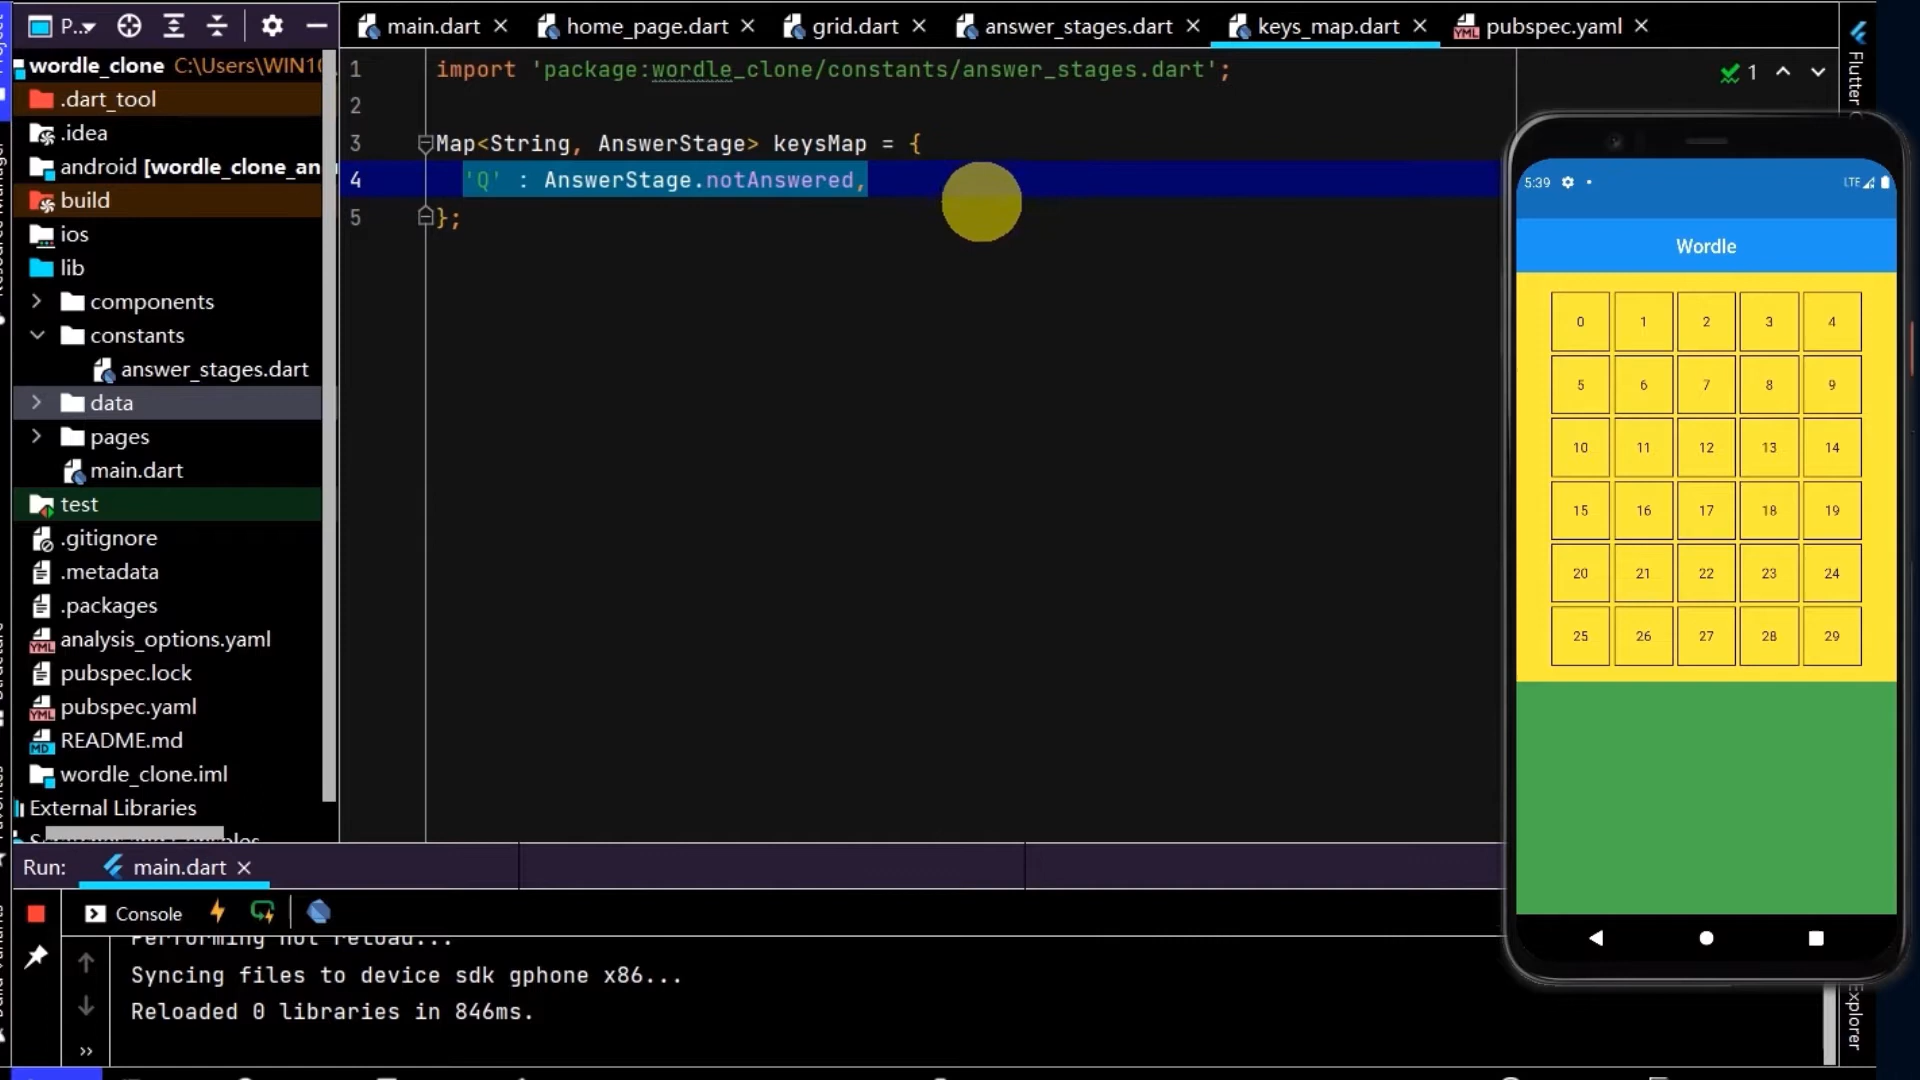 P...
main.dart
home_page.dart
grid.dart
answer_stages.dart
keys_map.dart
pubspec.yaml
wordle_clone C:\Users\WIN10
.dart_tool
.idea
android [wordle_clone_an
build
ios
lib
components
constants
answer_stages.dart
data
pages
main.dart
test
.gitignore
.metadata
.packages
analysis_options.yaml
pubspec.lock
pubspec.yaml
README.md
wordle_clone.iml
External Libraries
1 import 'package:wordle_clone/constants/answer_stages.dart';
2
3 Map<String, AnswerStage> keysMap = {
4 'Q' : AnswerStage.notAnswered,
5 };
1
Flutter
5:39
LTE
Wordle
0 1 2 3 4
5 6 7 8 9
10 11 12 13 14
15 16 17 18 19
20 21 22 23 24
25 26 27 28 29
Run: main.dart
Console
Performing hot reload...
Syncing files to device sdk gphone x86...
Reloaded 0 libraries in 846ms.
Explorer